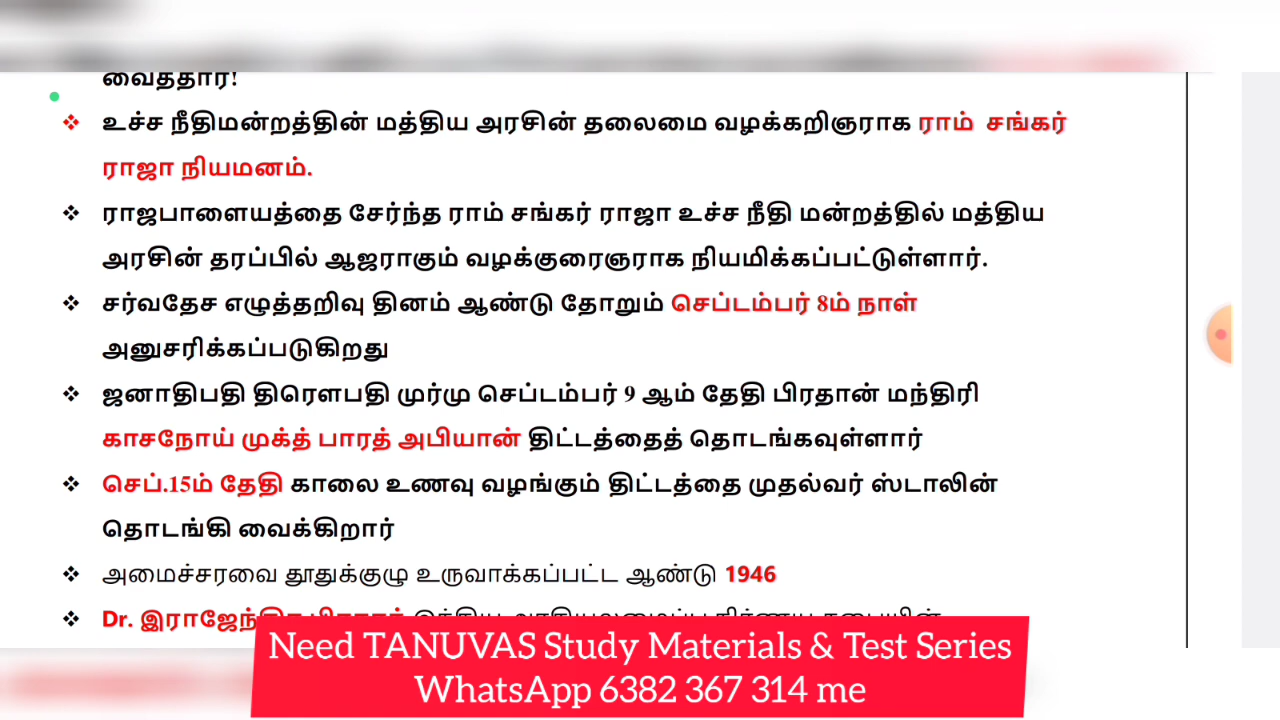 வைத்தார்!
உச்ச நீதிமன்றத்தின் மத்திய அரசின் தலைமை வழக்கறிஞராக ராம் சங்கர்
ராஜா நியமனம்.
ராஜபாளையத்தை சேர்ந்த ராம் சங்கர் ராஜா உச்ச நீதி மன்றத்தில் மத்திய
அரசின் தரப்பில் ஆஜராகும் வழக்குரைஞராக நியமிக்கப்பட்டுள்ளார்.
சர்வதேச எழுத்தறிவு தினம் ஆண்டு தோறும் செப்டம்பர் 8ம் நாள்
அனுசரிக்கப்படுகிறது
ஜனாதிபதி திரௌபதி முர்மு செப்டம்பர் 9 ஆம் தேதி பிரதான் மந்திரி
காசநோய் முக்த் பாரத் அபியான் திட்டத்தைத் தொடங்கவுள்ளார்
செப்.15ம் தேதி காலை உணவு வழங்கும் திட்டத்தை முதல்வர் ஸ்டாலின்
தொடங்கி வைக்கிறார்
அமைச்சரவை தூதுக்குழு உருவாக்கப்பட்ட ஆண்டு 1946
Dr.
Need TANUVAS Study Materials & Test Series
WhatsApp 6382 367 314 me